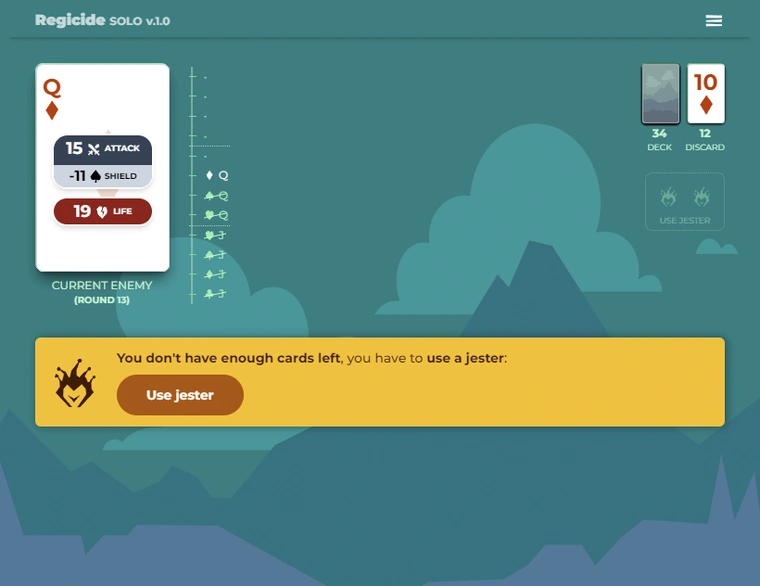 Regicide SOLO v.1.0
Q
15 ATTACK
-11 SHIELD
19 LIFE
CURRENT ENEMY
(ROUND 13)
Q
Q
Q
J
J
J
J
10
34
DECK
12
DISCARD
USE JESTER
You don't have enough cards left, you have to use a jester:
Use jester